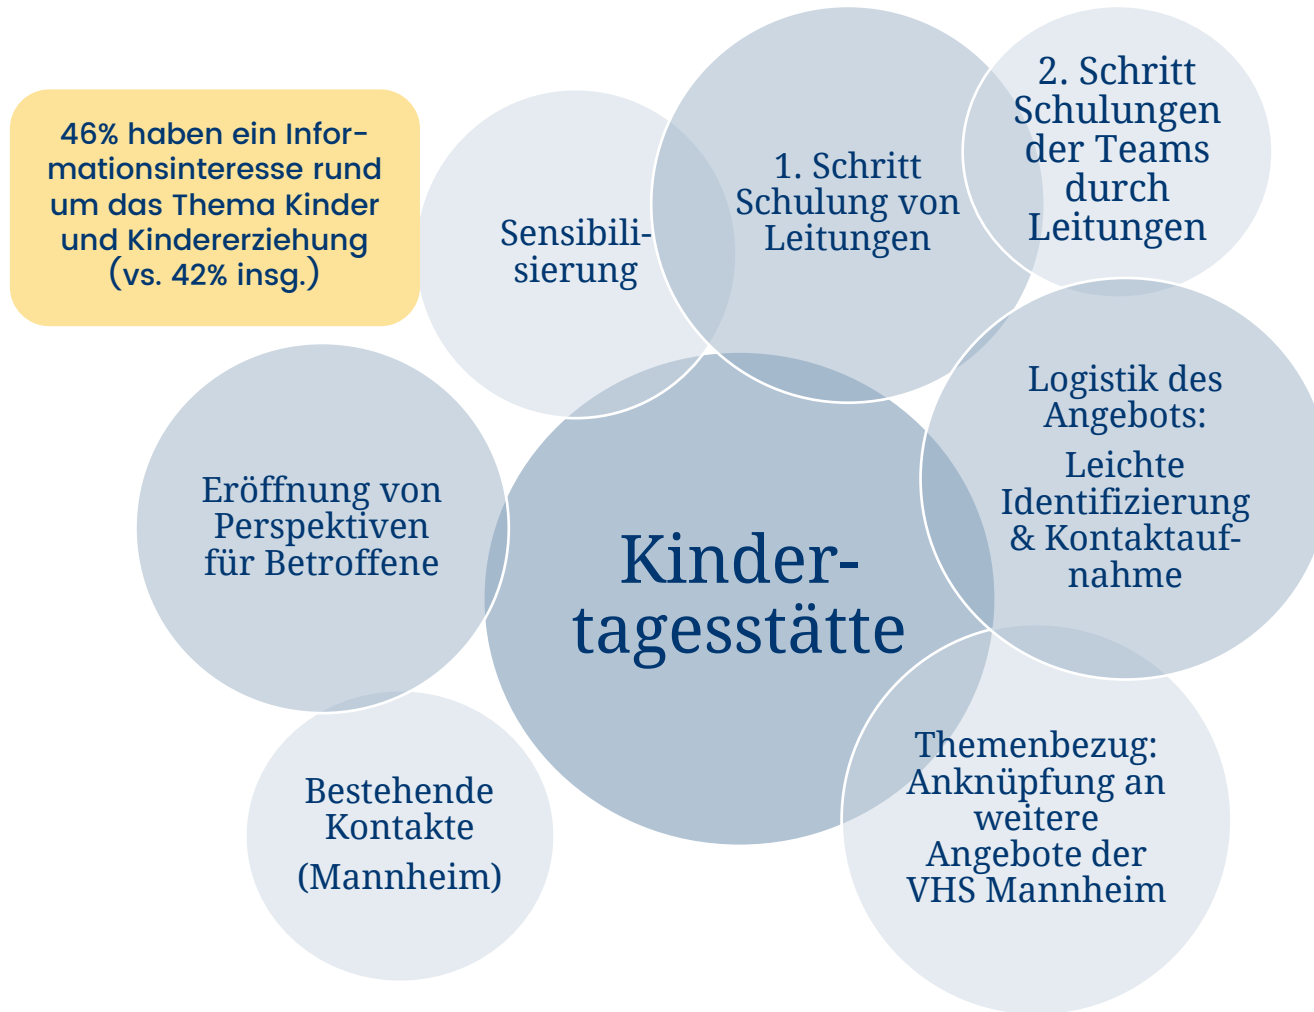 46% haben ein Infor-
mationsinteresse rund
um das Thema Kinder
und Kindererziehung
(vs. 42% insg.)
Sensibili-
sierung
1. Schritt
Schulung von
Leitungen
2. Schritt
Schulungen
der Teams
durch
Leitungen
Logistik des
Angebots:
Leichte
Identifizierung
& Kontaktauf-
nahme
Eröffnung von
Perspektiven
für Betroffene
Kinder-
tagesstätte
Themenbezug:
Anknüpfung an
weitere
Angebote der
VHS Mannheim
Bestehende
Kontakte
(Mannheim)